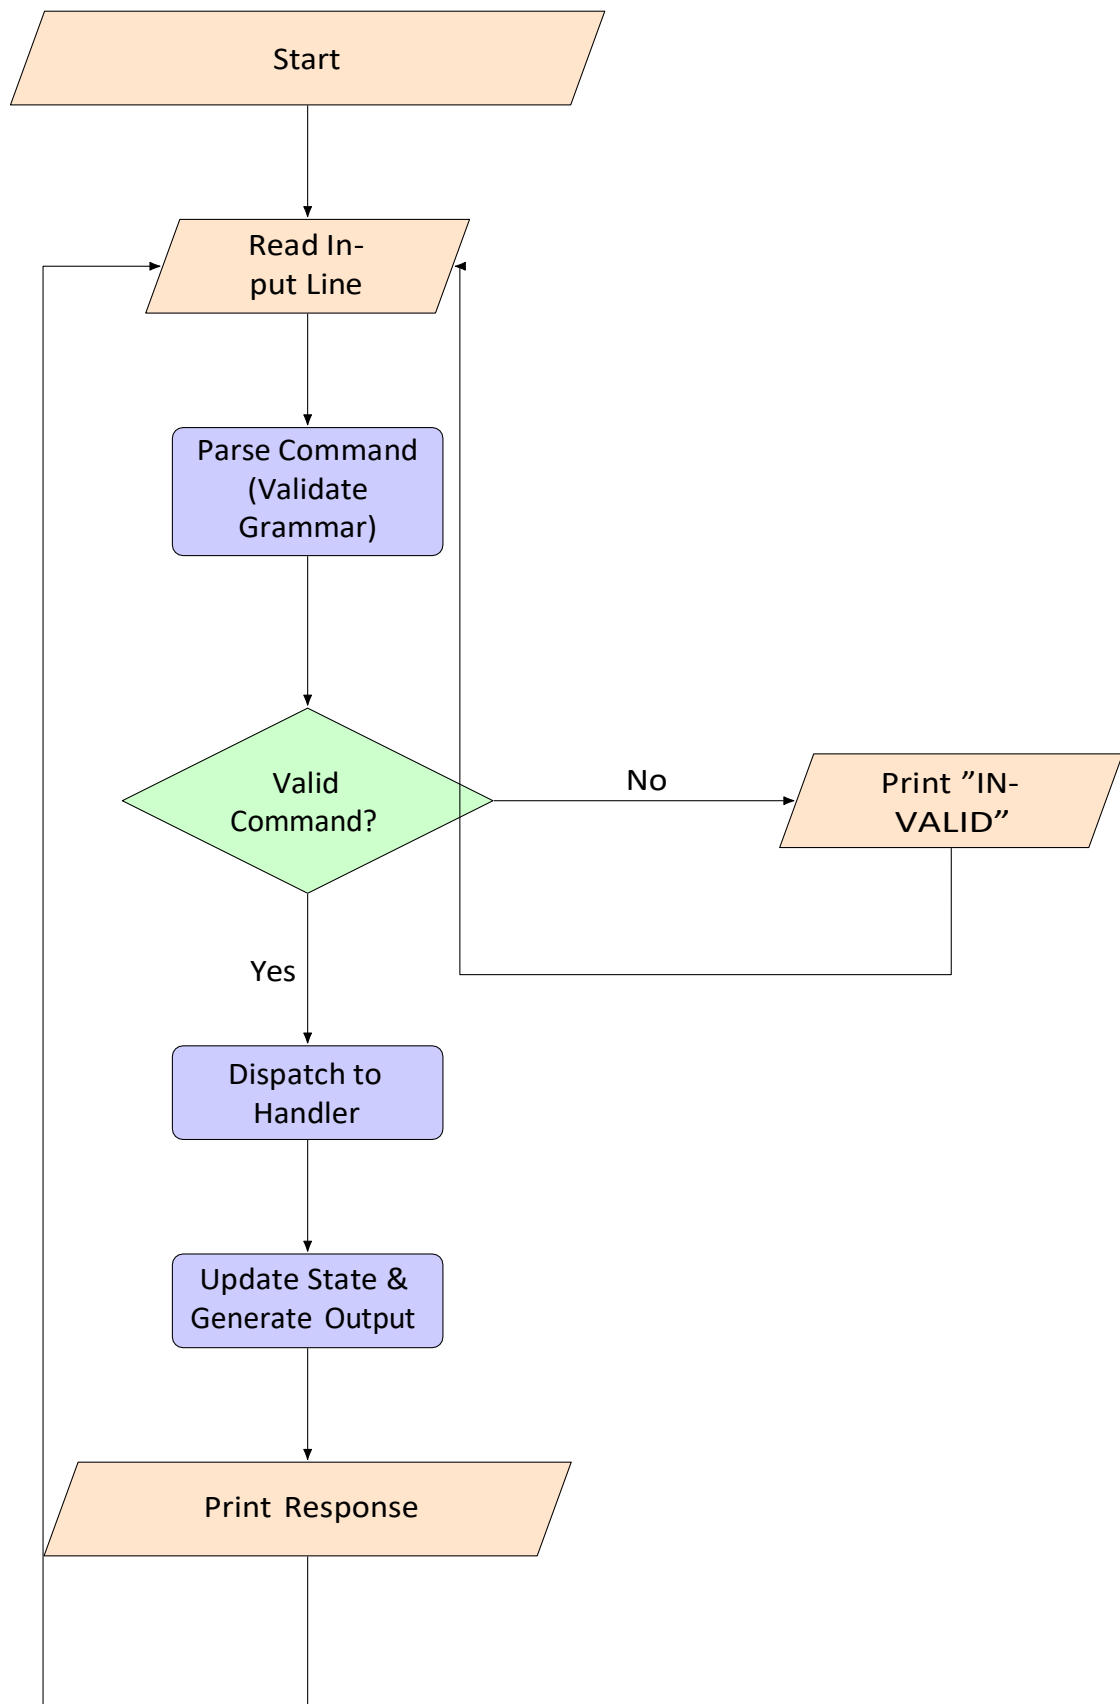 Start
Read In-
put Line
Parse Command
(Validate
Grammar)
Valid
Command?
No
Print ”IN-
VALID”
Yes
Dispatch to
Handler
Update State &
Generate Output
Print Response